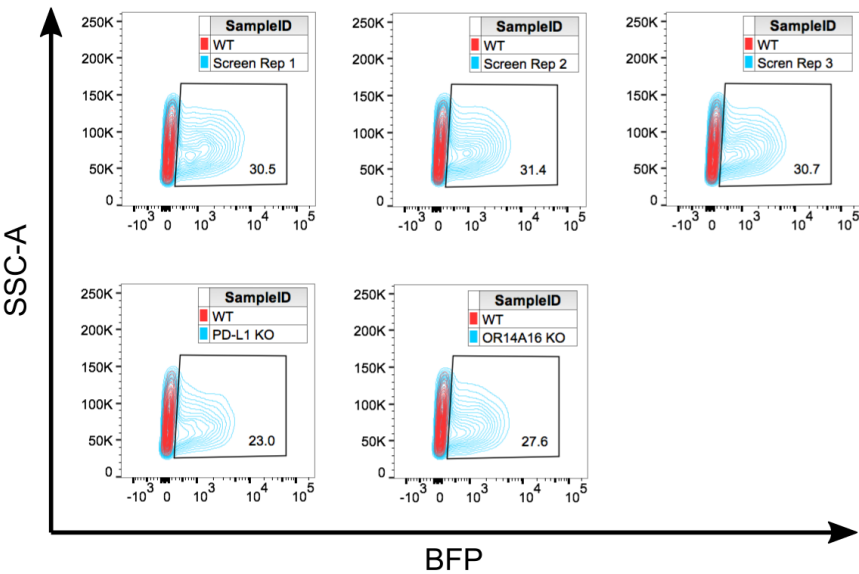 SSC-A
250K
200K
150K
100K
50K
0
-10³ 0 10³ 10⁴ 10⁵
SampleID
WT
Screen Rep 1
30.5
250K
200K
150K
100K
50K
0
-10³ 0 10³ 10⁴ 10⁵
SampleID
WT
Screen Rep 2
31.4
250K
200K
150K
100K
50K
0
-10³ 0 10³ 10⁴ 10⁵
SampleID
WT
Scren Rep 3
30.7
250K
200K
150K
100K
50K
0
-10³ 0 10³ 10⁴ 10⁵
SampleID
WT
PD-L1 KO
23.0
250K
200K
150K
100K
50K
0
-10³ 0 10³ 10⁴ 10⁵
SampleID
WT
OR14A16 KO
27.6
BFP